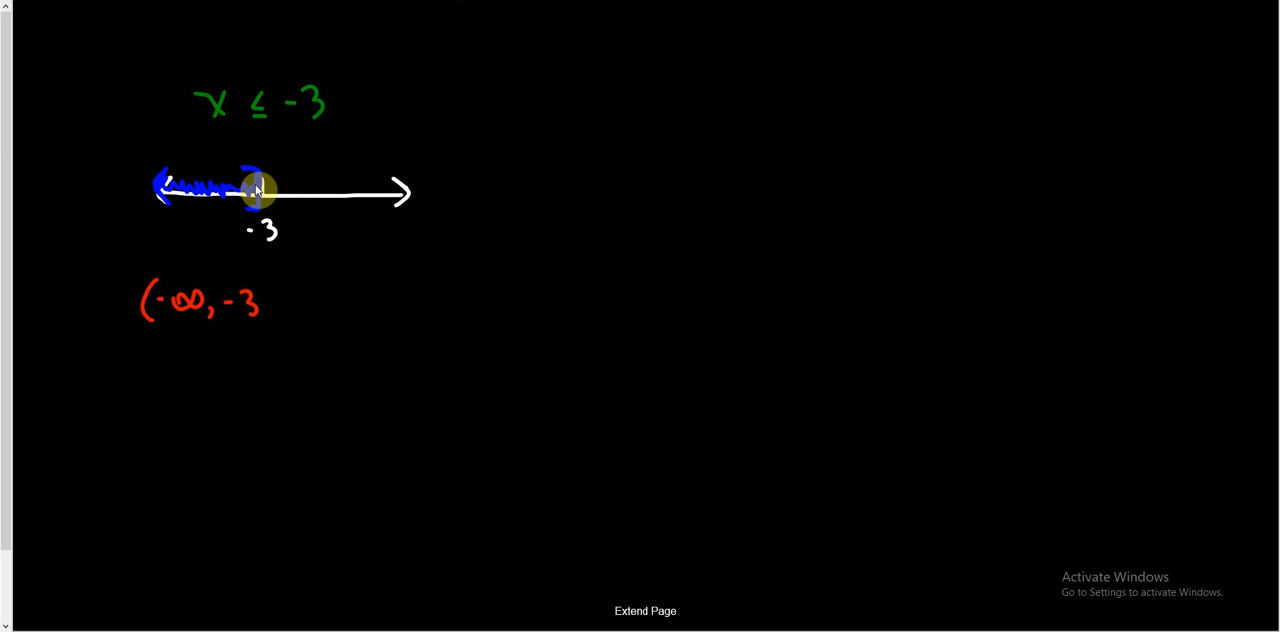 x ≤ -3
-3
(-∞, -3
Activate Windows
Go to Settings to activate Windows.
Extend Page